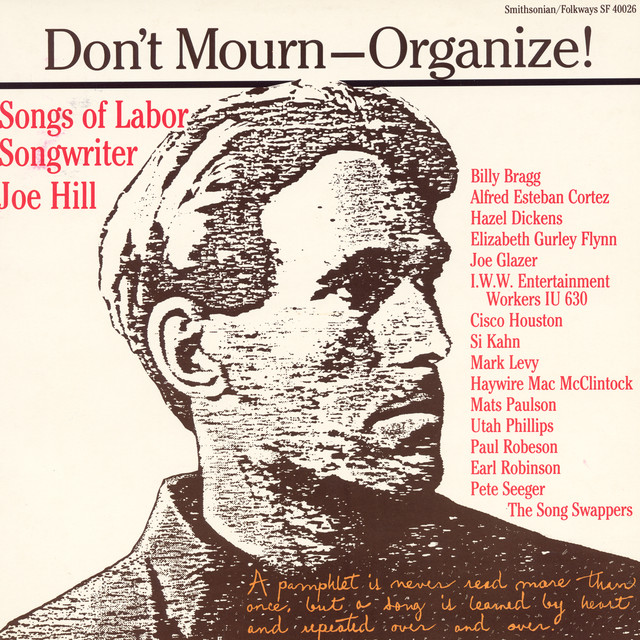 Smithsonian/Folkways SF 40026
Don't Mourn—Organize!
Songs of Labor
Songwriter
Joe Hill
Billy Bragg
Alfred Esteban Cortez
Hazel Dickens
Elizabeth Gurley Flynn
Joe Glazer
I.W.W. Entertainment
Workers IU 630
Cisco Houston
Si Kahn
Mark Levy
Haywire Mac McClintock
Mats Paulson
Utah Phillips
Paul Robeson
Earl Robinson
Pete Seeger
The Song Swappers
A pamphlet is never read more than
once, but a song is learned by heart
and repeated over and over.